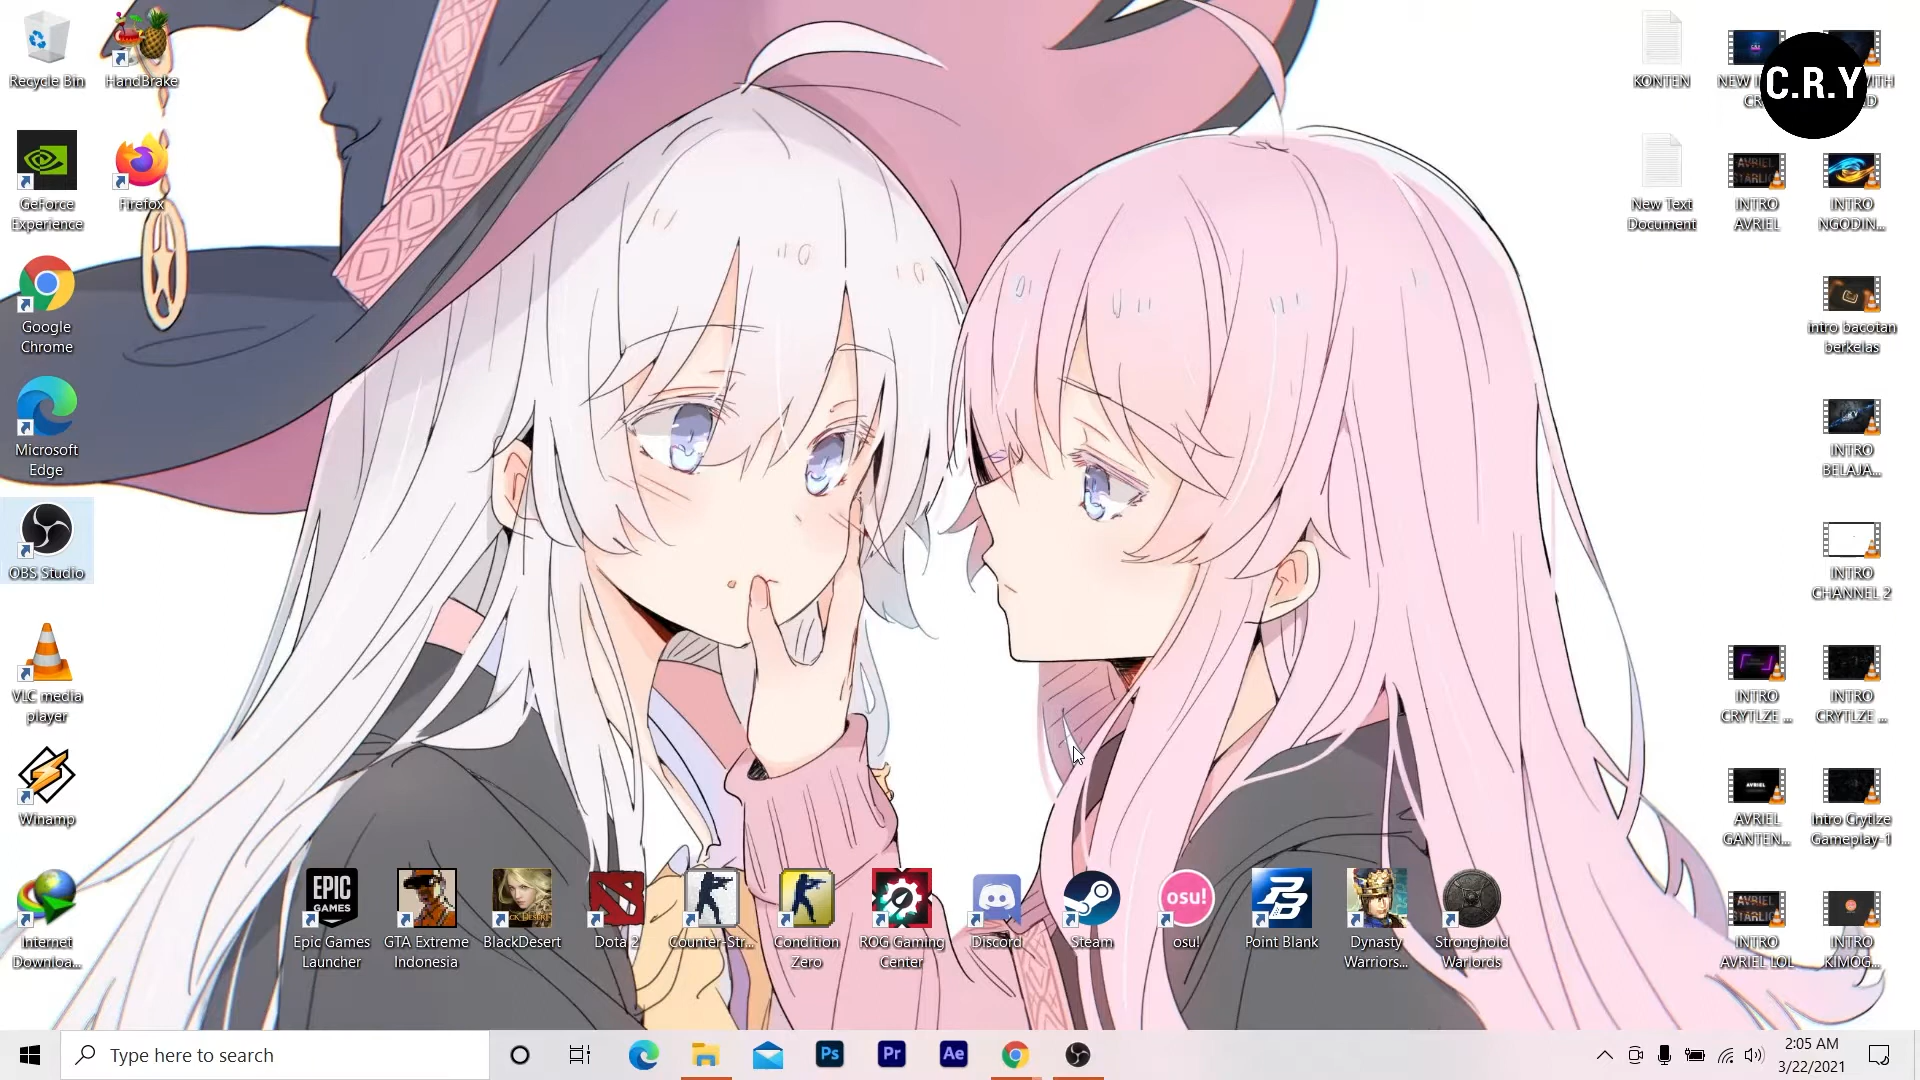 Recycle Bin
HandBrake
GeForce
Experience
Firefox
Google
Chrome
Microsoft
Edge
OBS Studio
VLC media
player
Winamp
Internet
Downloa...
KONTEN
C.R.Y
New Text
Document
AVRIEL
INTRO
AVRIEL
INTRO
NGODIN...
intro bacotan
berkelas
INTRO
BELAJA...
INTRO
CHANNEL 2
INTRO
CRYTLZE ...
INTRO
CRYTLZE ...
AVRIEL
AVRIEL
GANTEN...
Intro Crytlze
Gameplay-1
INTRO
AVRIEL LOL
INTRO
KIMOG...
EPIC
GAMES
Epic Games
Launcher
GTA Extreme
Indonesia
BlackDesert
Dota 2
Counter-Str...
Condition
Zero
ROG Gaming
Center
Discord
Steam
osu!
osu!
Point Blank
Dynasty
Warriors...
Stronghold
Warlords
Type here to search
Ps
Pr
Ae
2:05 AM
3/22/2021